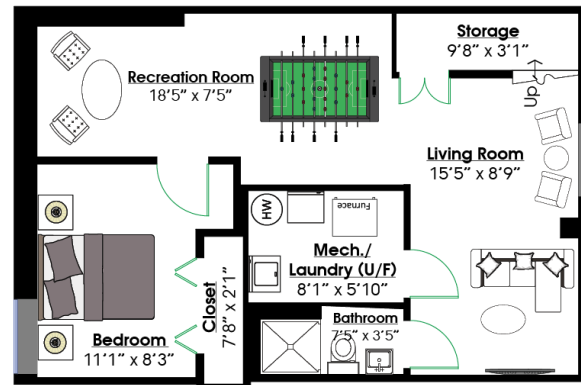 Storage
9'8" x 3'1"
Recreation Room
18'5" x 7'5"
Up
Living Room
15'5" x 8'9"
HW
Furnace
Mech./
Laundry (U/F)
8'1" x 5'10"
Closet
7'8" x 2'1"
Bathroom
7'5" x 3'5"
Bedroom
11'1" x 8'3"